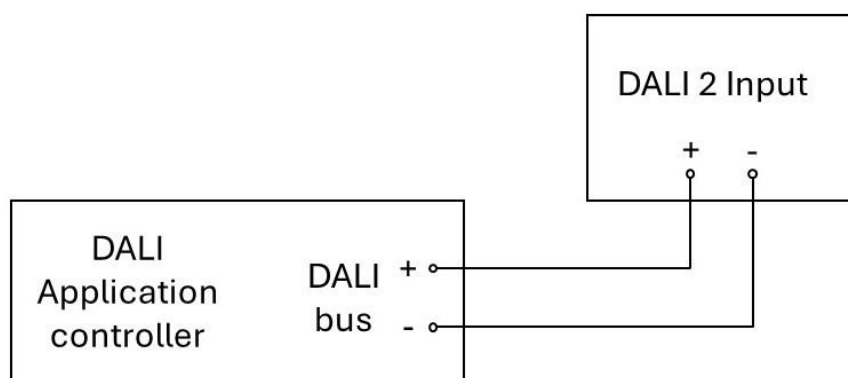 DALI 2 Input
+ -
DALI
Application
controller
DALI
bus
+
-